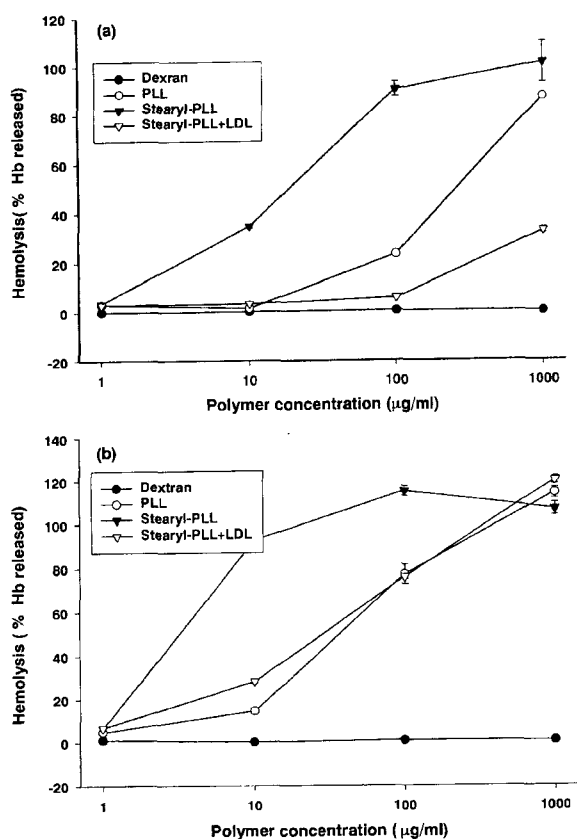 (a)
Dexran
PLL
Stearyl-PLL
Stearyl-PLL+LDL
Hemolysis( % Hb released)
120
100
80
60
40
20
0
-20
1
10
100
1000
Polymer concentration (μg/ml)
(b)
Dextran
PLL
Stearyl-PLL
Stearyl-PLL+LDL
Hemolysis ( % Hb released)
140
120
100
80
60
40
20
0
-20
1
10
100
1000
Polymer concentration (μg/ml)